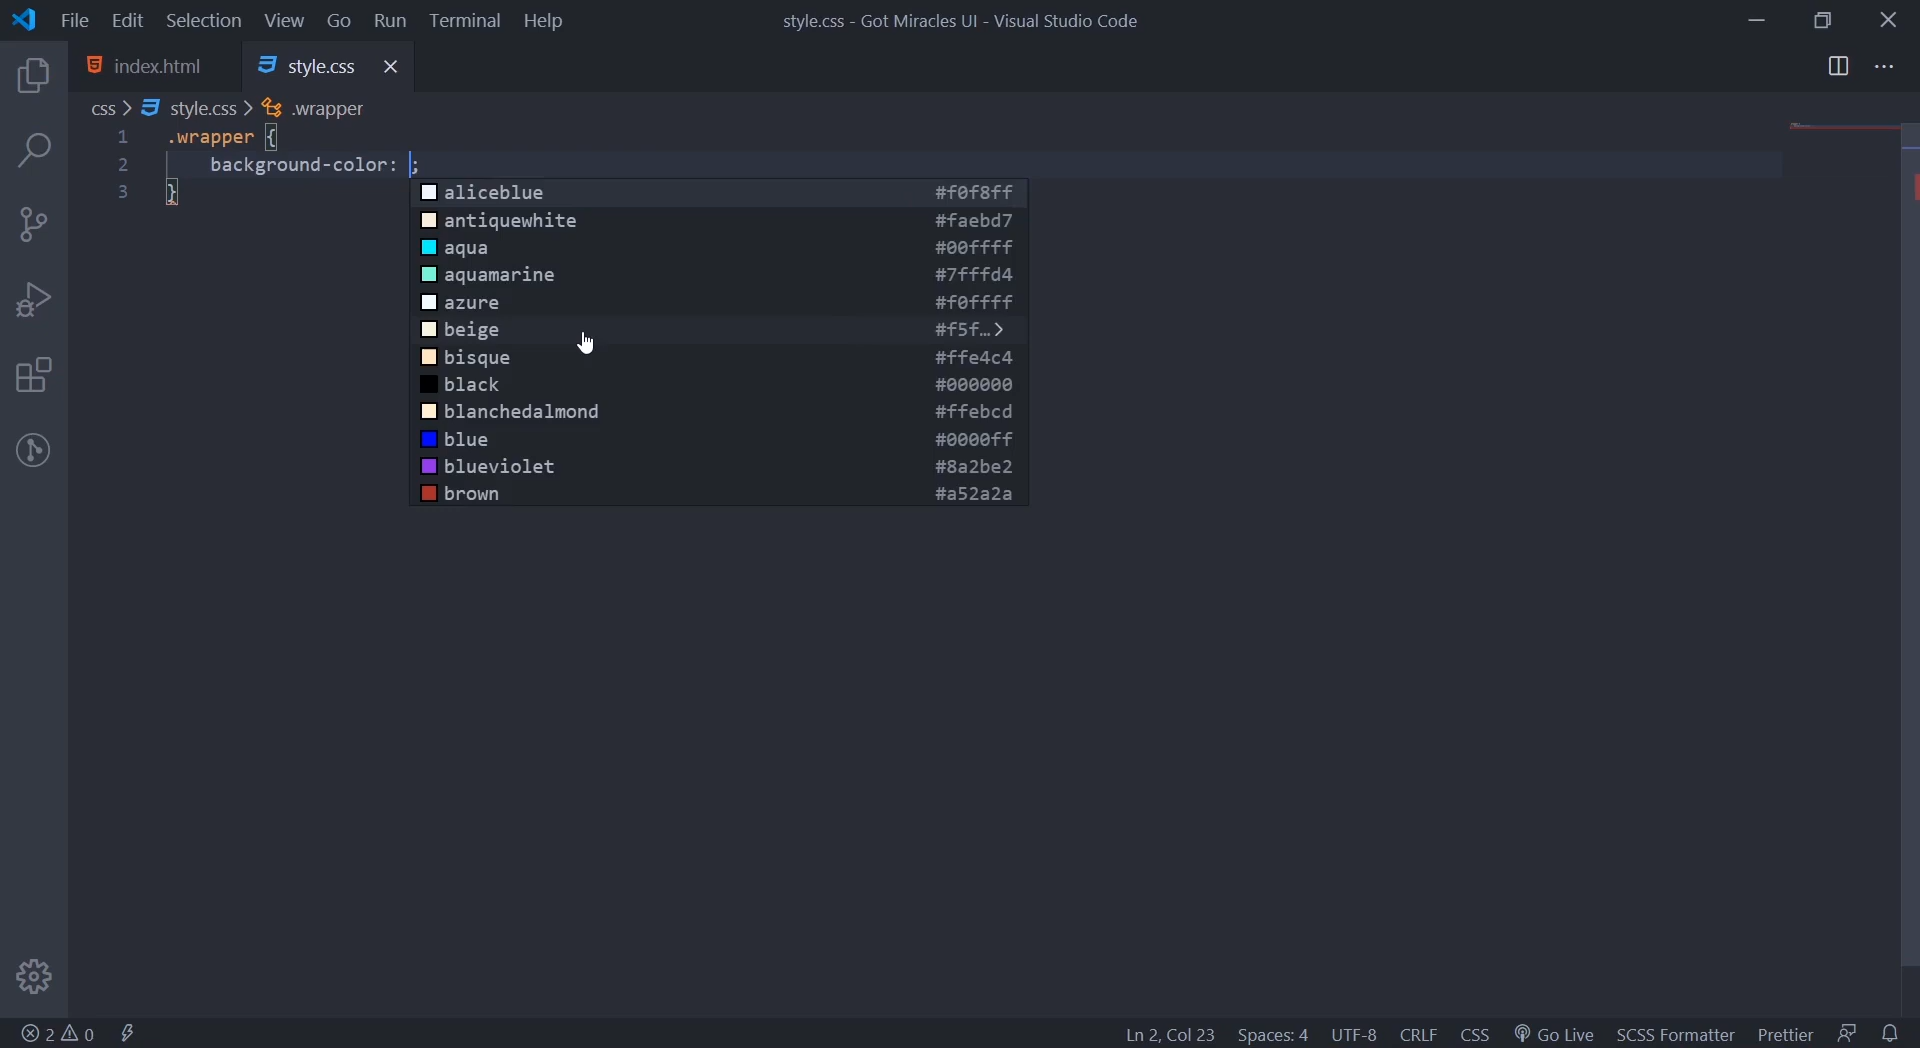 File Edit Selection View Go Run Terminal Help style.css - Got Miracles UI - Visual Studio Code
index.html style.css
css > style.css > .wrapper
1 .wrapper {
2 background-color: ;
3 }
aliceblue #f0f8ff
antiquewhite #faebd7
aqua #00ffff
aquamarine #7fffd4
azure #f0ffff
beige #f5f…>
bisque #ffe4c4
black #000000
blanchedalmond #ffebcd
blue #0000ff
blueviolet #8a2be2
brown #a52a2a
2 0 Ln 2, Col 23 Spaces: 4 UTF-8 CRLF CSS Go Live SCSS Formatter Prettier